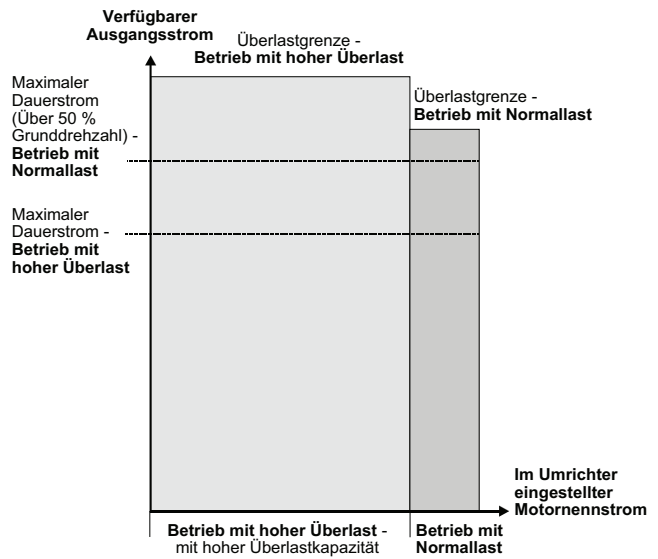 Verfügbarer
Ausgangsstrom
Überlastgrenze -
Betrieb mit hoher Überlast
Maximaler
Dauerstrom
(Über 50 %
Grunddrehzahl) -
Betrieb mit
Normallast
Überlastgrenze -
Betrieb mit Normallast
Maximaler
Dauerstrom -
Betrieb mit
hoher Überlast
Im Umrichter
eingestellter
Motornennstrom
Betrieb mit hoher Überlast -
mit hoher Überlastkapazität
Betrieb mit
Normallast